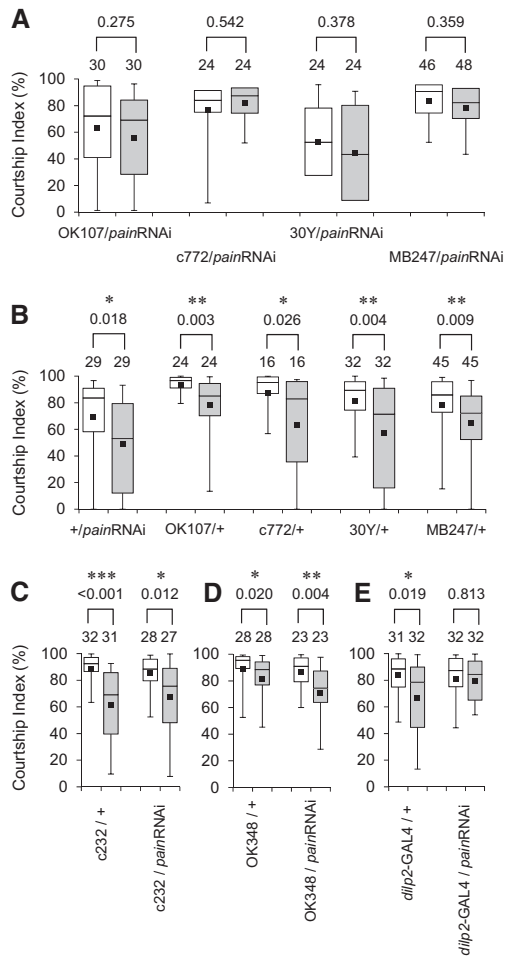 A
0.275 0.542 0.378 0.359
30 30 24 24 24 24 46 48
Courtship Index (%)
100
80
60
40
20
0
OK107/painRNAi 30Y/painRNAi
c772/painRNAi MB247/painRNAi
B
* ** * ** **
0.018 0.003 0.026 0.004 0.009
29 29 24 24 16 16 32 32 45 45
Courtship Index (%)
100
80
60
40
20
0
+/painRNAi OK107/+ c772/+ 30Y/+ MB247/+
C
*** *
<0.001 0.012
32 31 28 27
Courtship Index (%)
100
80
60
40
20
0
c232 / +
c232 / painRNAi
D
* **
0.020 0.004
28 28 23 23
100
80
60
40
20
0
OK348 / +
OK348 / painRNAi
E
*
0.019 0.813
31 32 32 32
100
80
60
40
20
0
dilp2-GAL4 / +
dilp2-GAL4 / painRNAi